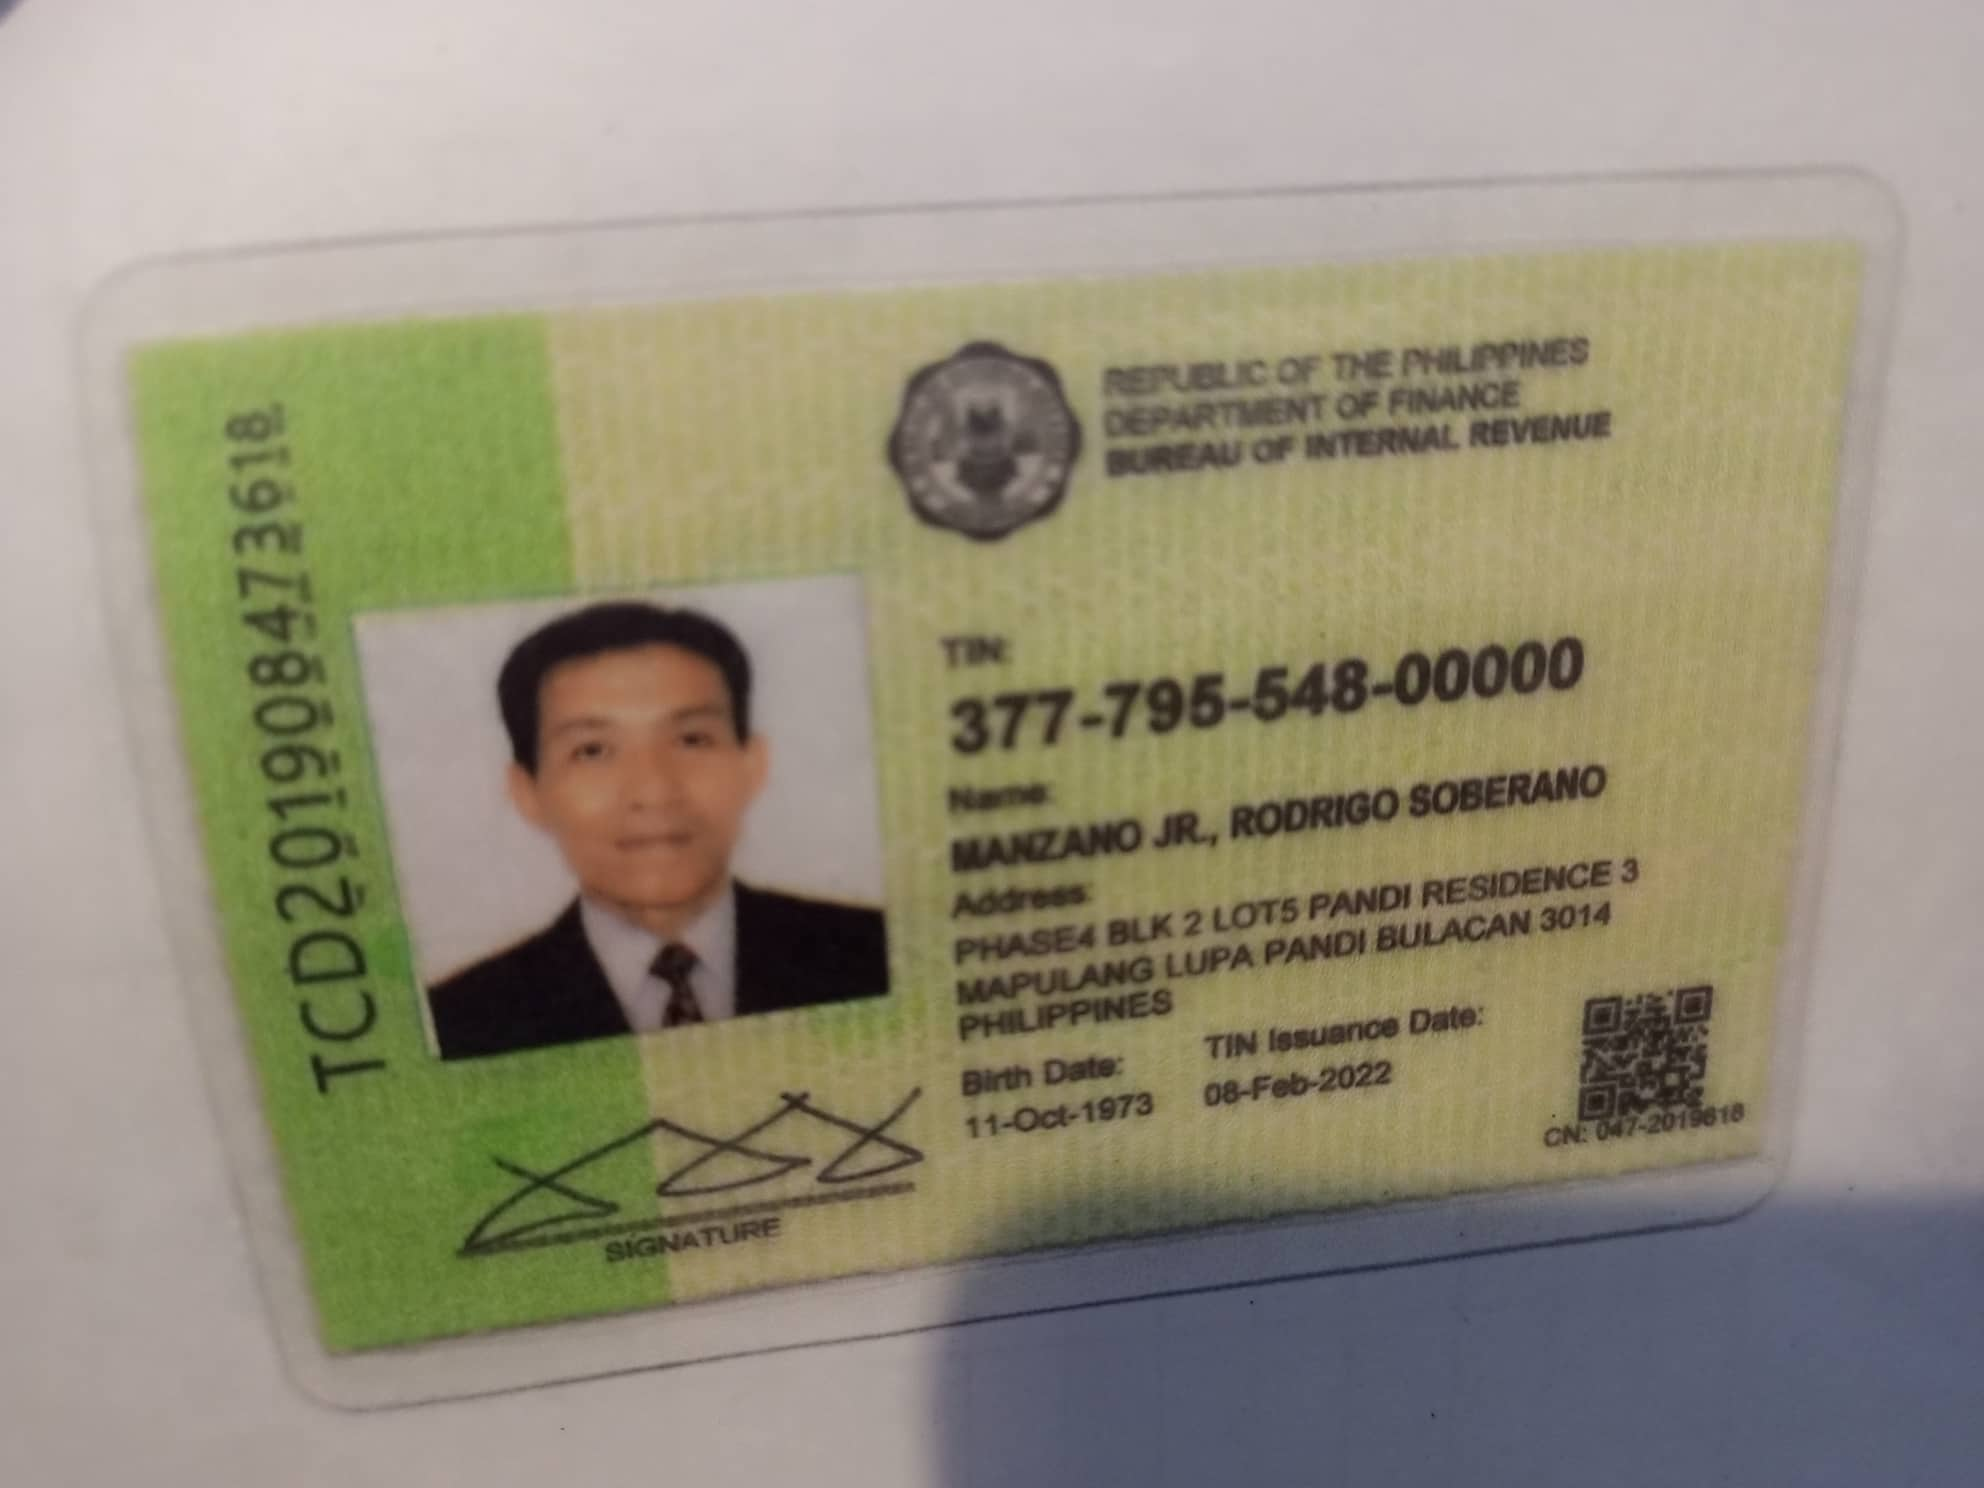 REPUBLIC OF THE PHILIPPINES
DEPARTMENT OF FINANCE
BUREAU OF INTERNAL REVENUE
TCD2019084736 18
TIN:
377-795-548-00000
Name:
MANZANO JR., RODRIGO SOBERANO
Address:
PHASE4 BLK 2 LOT5 PANDI RESIDENCE 3
MAPULANG LUPA PANDI BULACAN 3014
PHILIPPINES
Birth Date:
11-Oct-1973
TIN Issuance Date:
08-Feb-2022
CN: 047-2019618
SIGNATURE